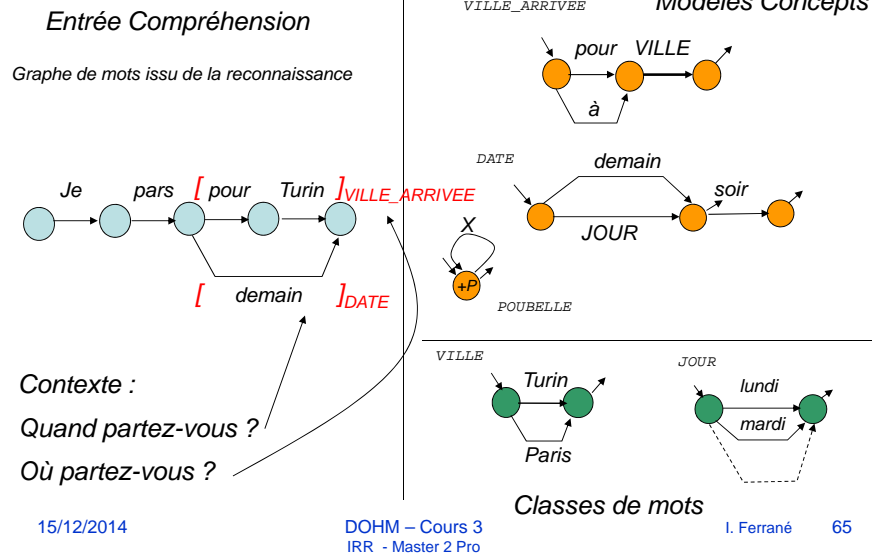 Entrée Compréhension
Graphe de mots issu de la reconnaissance
Je pars [ pour Turin ]VILLE_ARRIVEE
[ demain ]DATE
Contexte :
Quand partez-vous ?
Où partez-vous ?
Modèles Concepts
VILLE_ARRIVEE
pour VILLE
à
DATE
demain
soir
JOUR
X
+P
POUBELLE
VILLE
Turin
Paris
JOUR
lundi
mardi
Classes de mots
15/12/2014
DOHM – Cours 3
IRR - Master 2 Pro
I. Ferrané 65